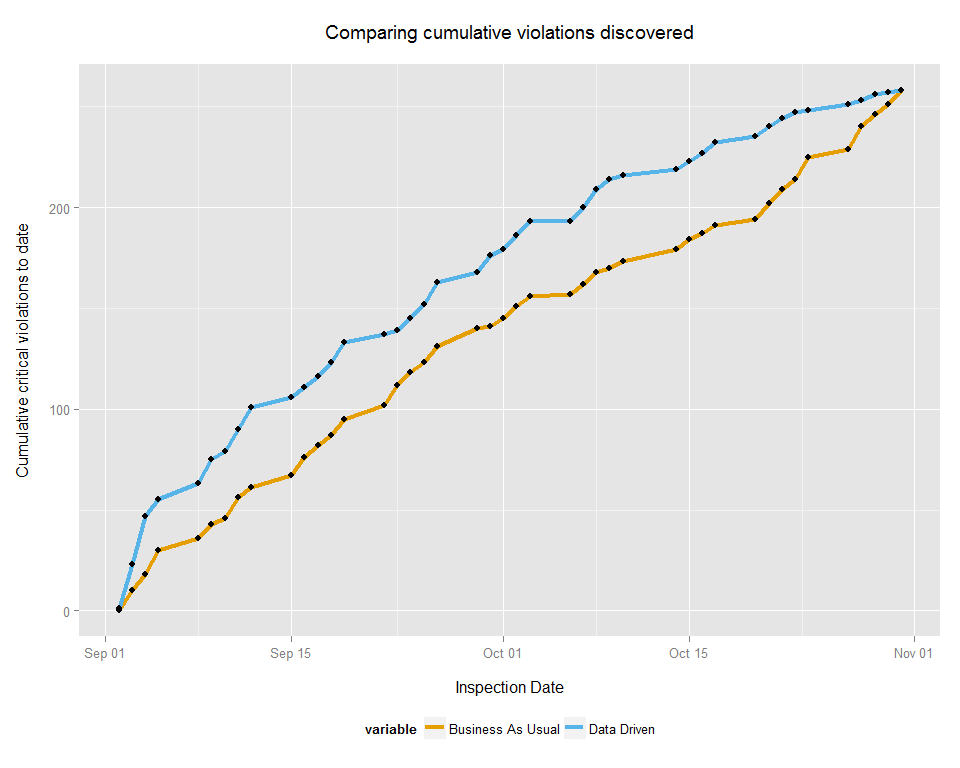 Comparing cumulative violations discovered
Cumulative critical violations to date
200
100
0
Sep 01
Sep 15
Oct 01
Oct 15
Nov 01
Inspection Date
variable Business As Usual Data Driven